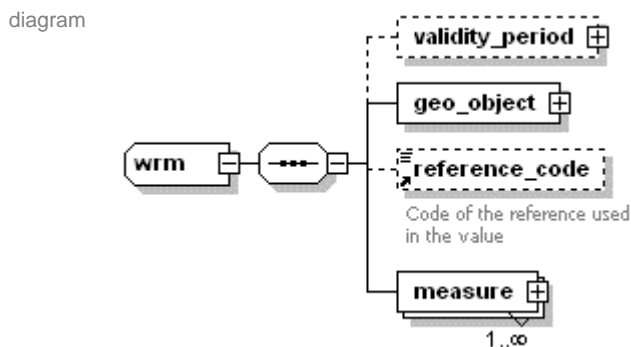 diagram
validity_period
geo_object
wrm
reference_code
Code of the reference used
in the value
measure
1..∞